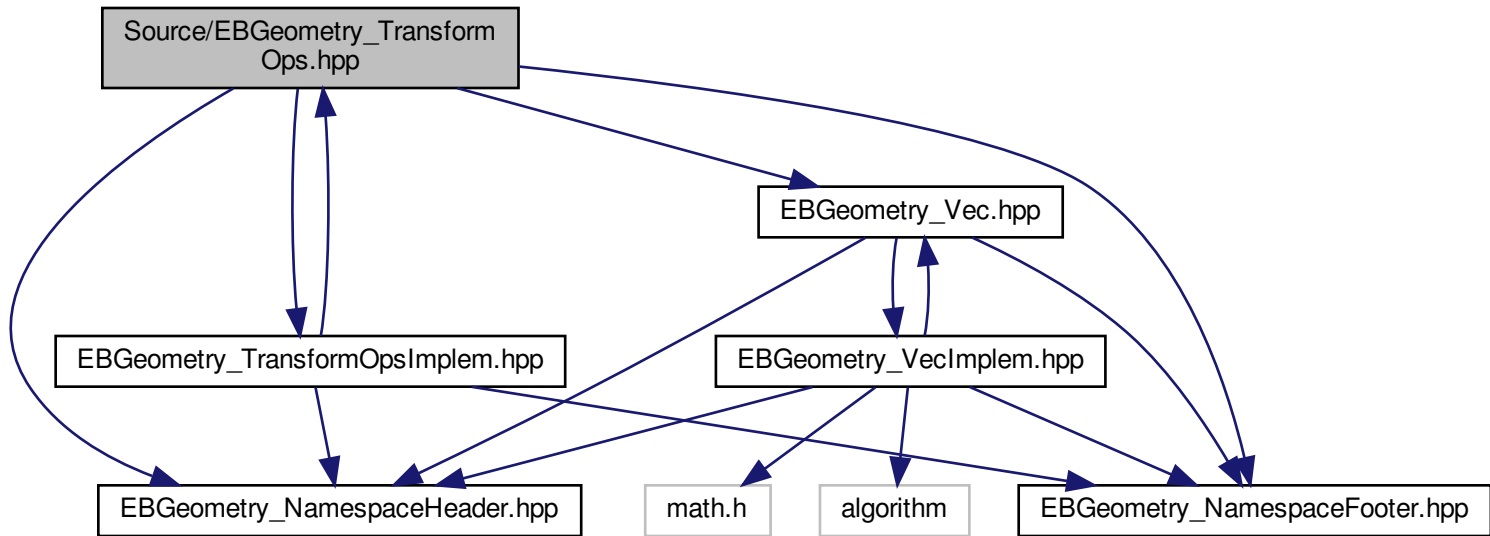 Source/EBGeometry_Transform
Ops.hpp
EBGeometry_Vec.hpp
EBGeometry_TransformOpsImplem.hpp
EBGeometry_VecImplem.hpp
EBGeometry_NamespaceHeader.hpp
math.h
algorithm
EBGeometry_NamespaceFooter.hpp